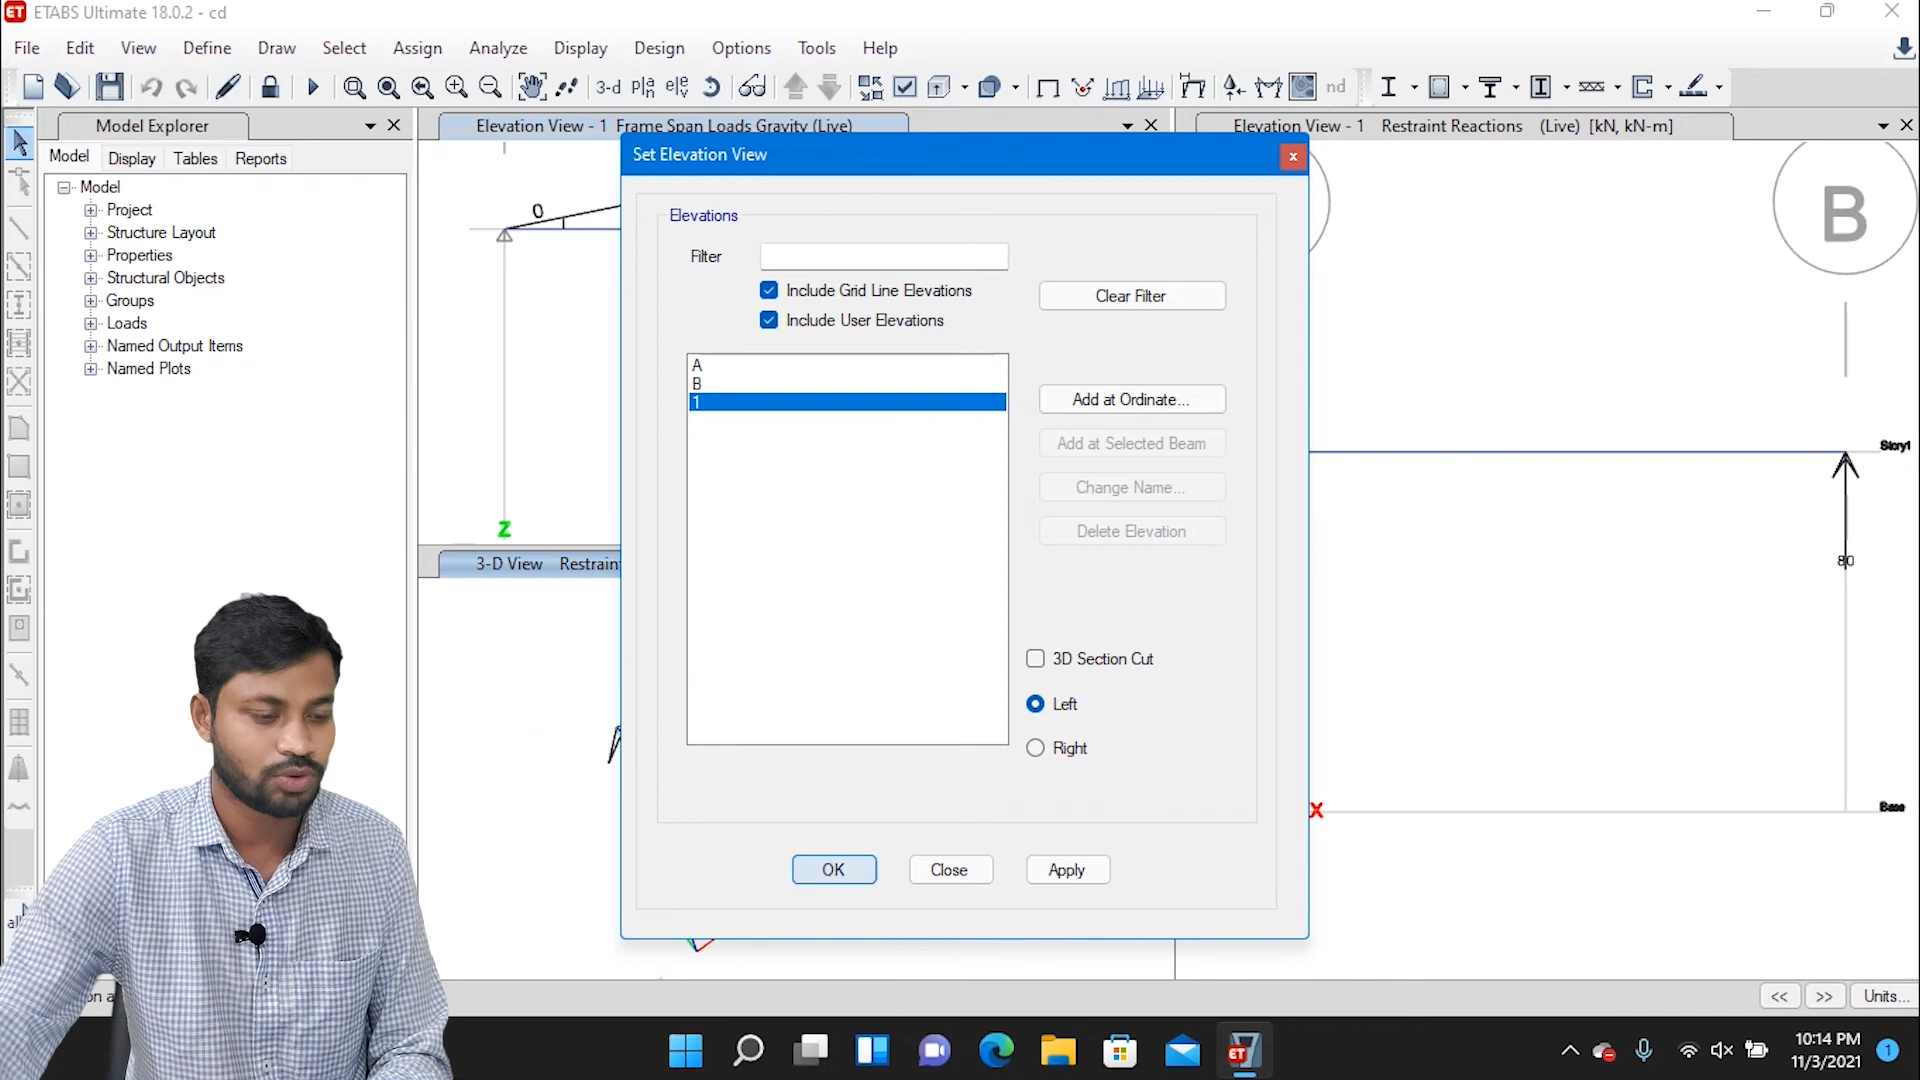 ETABS Ultimate 18.0.2 - cd
File Edit View Define Draw Select Assign Analyze Display Design Options Tools Help
3-d
nd
Model Explorer
Elevation View - 1 Frame Span Loads Gravity (Live)
Elevation View - 1 Restraint Reactions (Live) [kN, kN-m]
Model Display Tables Reports
Model
Project
Structure Layout
Properties
Structural Objects
Groups
Loads
Named Output Items
Named Plots
0
Z
3-D View
Set Elevation View
x
Elevations
Filter
Include Grid Line Elevations
Include User Elevations
Clear Filter
A
B
1
Add at Ordinate...
Add at Selected Beam
Change Name...
Delete Elevation
3D Section Cut
Left
Right
OK
Close
Apply
B
Story1
80
X
Base
<<
>>
Units...
ET
10:14 PM
11/3/2021
1